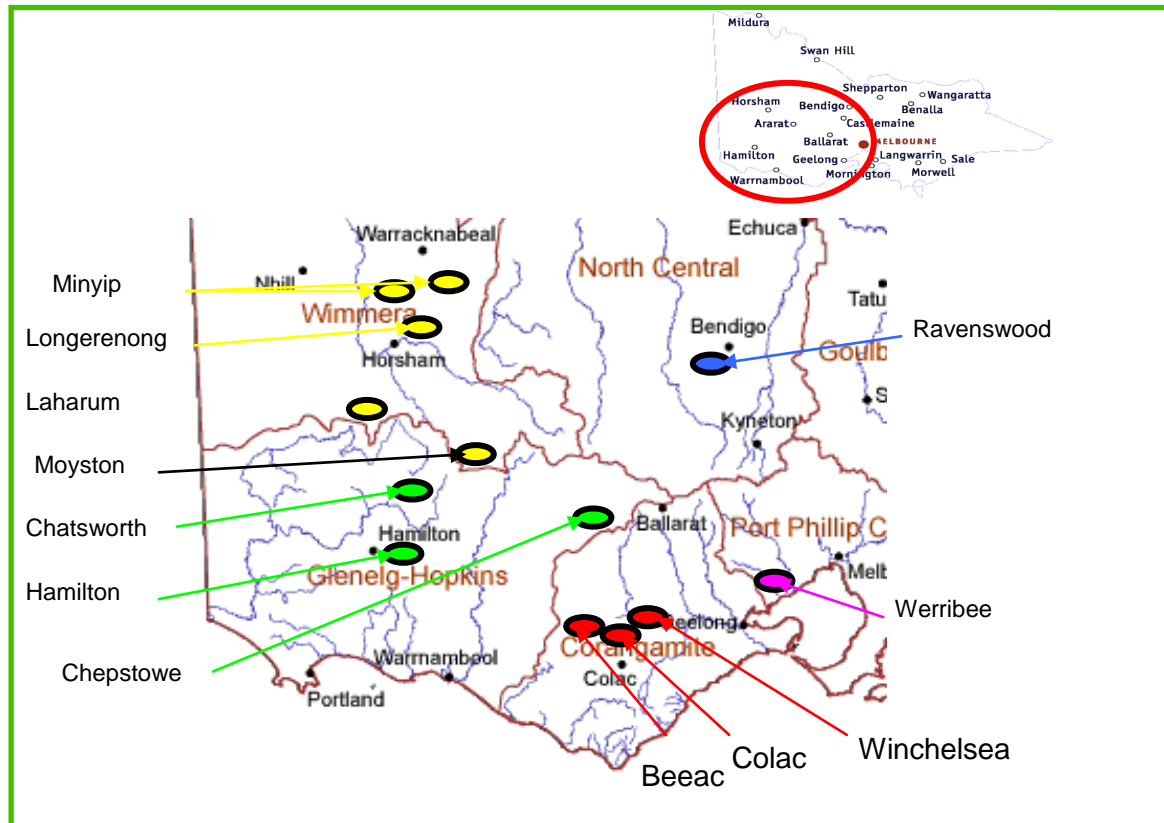 Mildura
Swan Hill
Shepparton
Wangaratta
Horsham
Bendigo
Benalla
Ararat
Castlemaine
Ballarat
MELBOURNE
Hamilton
Geelong
Langwarrin
Sale
Warrnambool
Mornington
Morwell
Echuca
Warracknabeal
North Central
Minyip
Nhill
Tatu
Wimmera
Bendigo
Ravenswood
Longerenong
Goulb
Horsham
Laharum
S
Kyneton
Moyston
Chatsworth
Ballarat
Port Phillip C
Hamilton
Melb
Glenelg-Hopkins
Hamilton
Werribee
Geelong
Corangamite
Chepstowe
Warrnambool
Colac
Portland
Winchelsea
Colac
Beeac